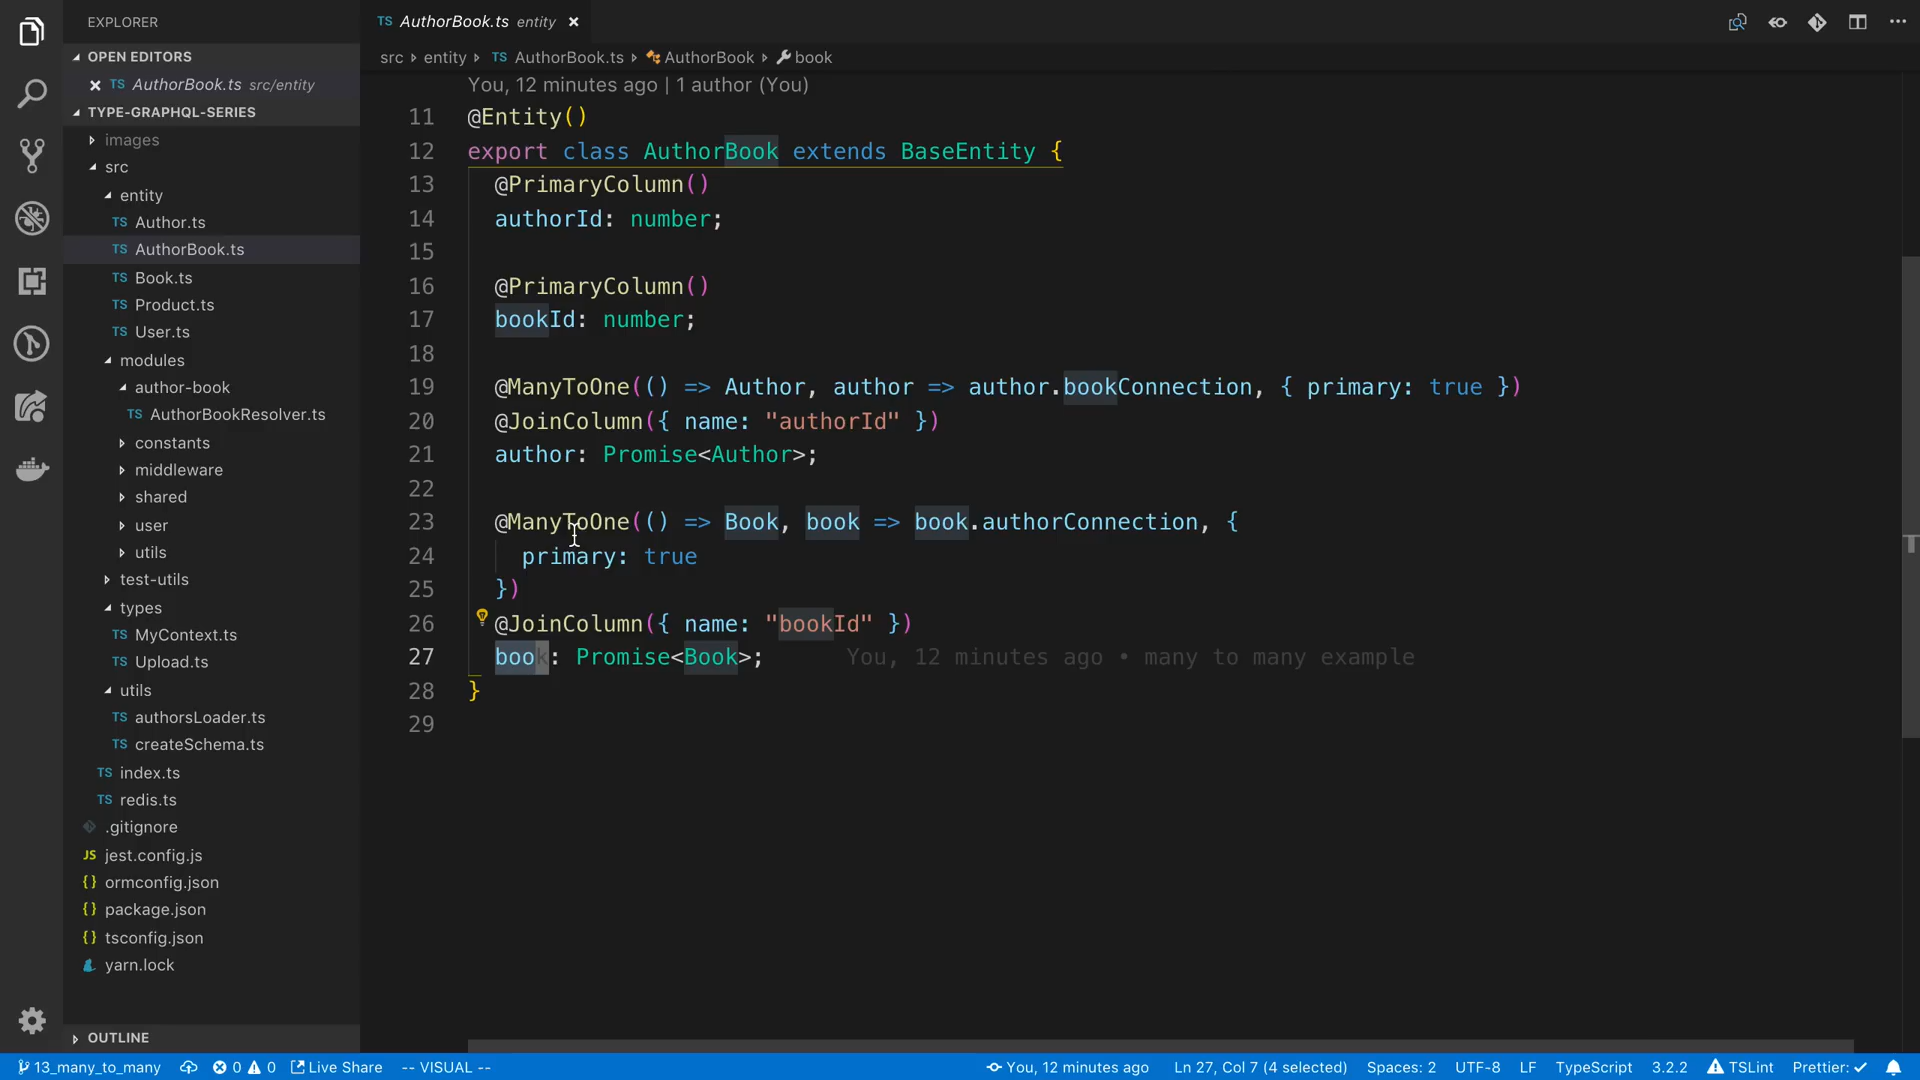 EXPLORER
OPEN EDITORS
TS AuthorBook.ts src/entity
TYPE-GRAPHQL-SERIES
images
src
entity
TS Author.ts
TS AuthorBook.ts
TS Book.ts
TS Product.ts
TS User.ts
modules
author-book
TS AuthorBookResolver.ts
constants
middleware
shared
user
utils
test-utils
types
TS MyContext.ts
TS Upload.ts
utils
TS authorsLoader.ts
TS createSchema.ts
TS index.ts
TS redis.ts
.gitignore
JS jest.config.js
{} ormconfig.json
{} package.json
{} tsconfig.json
yarn.lock
OUTLINE
TS AuthorBook.ts entity
src entity TS AuthorBook.ts AuthorBook book
You, 12 minutes ago | 1 author (You)
11 @Entity()
12 export class AuthorBook extends BaseEntity {
13 @PrimaryColumn()
14 authorId: number;
15
16 @PrimaryColumn()
17 bookId: number;
18
19 @ManyToOne(() => Author, author => author.bookConnection, { primary: true })
20 @JoinColumn({ name: "authorId" })
21 author: Promise<Author>;
22
23 @ManyToOne(() => Book, book => book.authorConnection, {
24 primary: true
25 })
26 @JoinColumn({ name: "bookId" })
27 book: Promise<Book>; You, 12 minutes ago • many to many example
28 }
29
13_many_to_many 0 0 Live Share -- VISUAL -- You, 12 minutes ago Ln 27, Col 7 (4 selected) Spaces: 2 UTF-8 LF TypeScript 3.2.2 TSLint Prettier: ✓